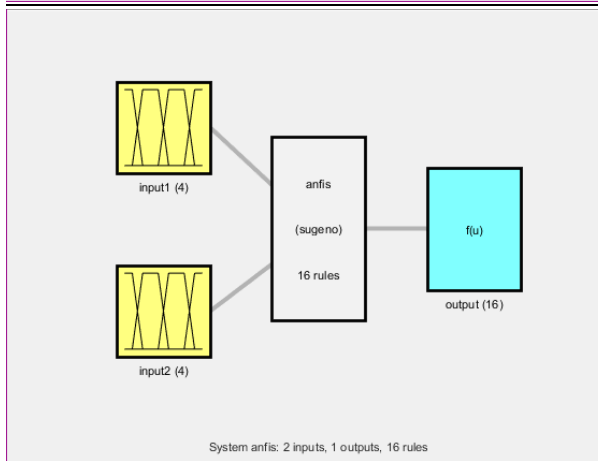 input1 (4)
anfis
(sugeno)
16 rules
f(u)
output (16)
input2 (4)
System anfis: 2 inputs, 1 outputs, 16 rules